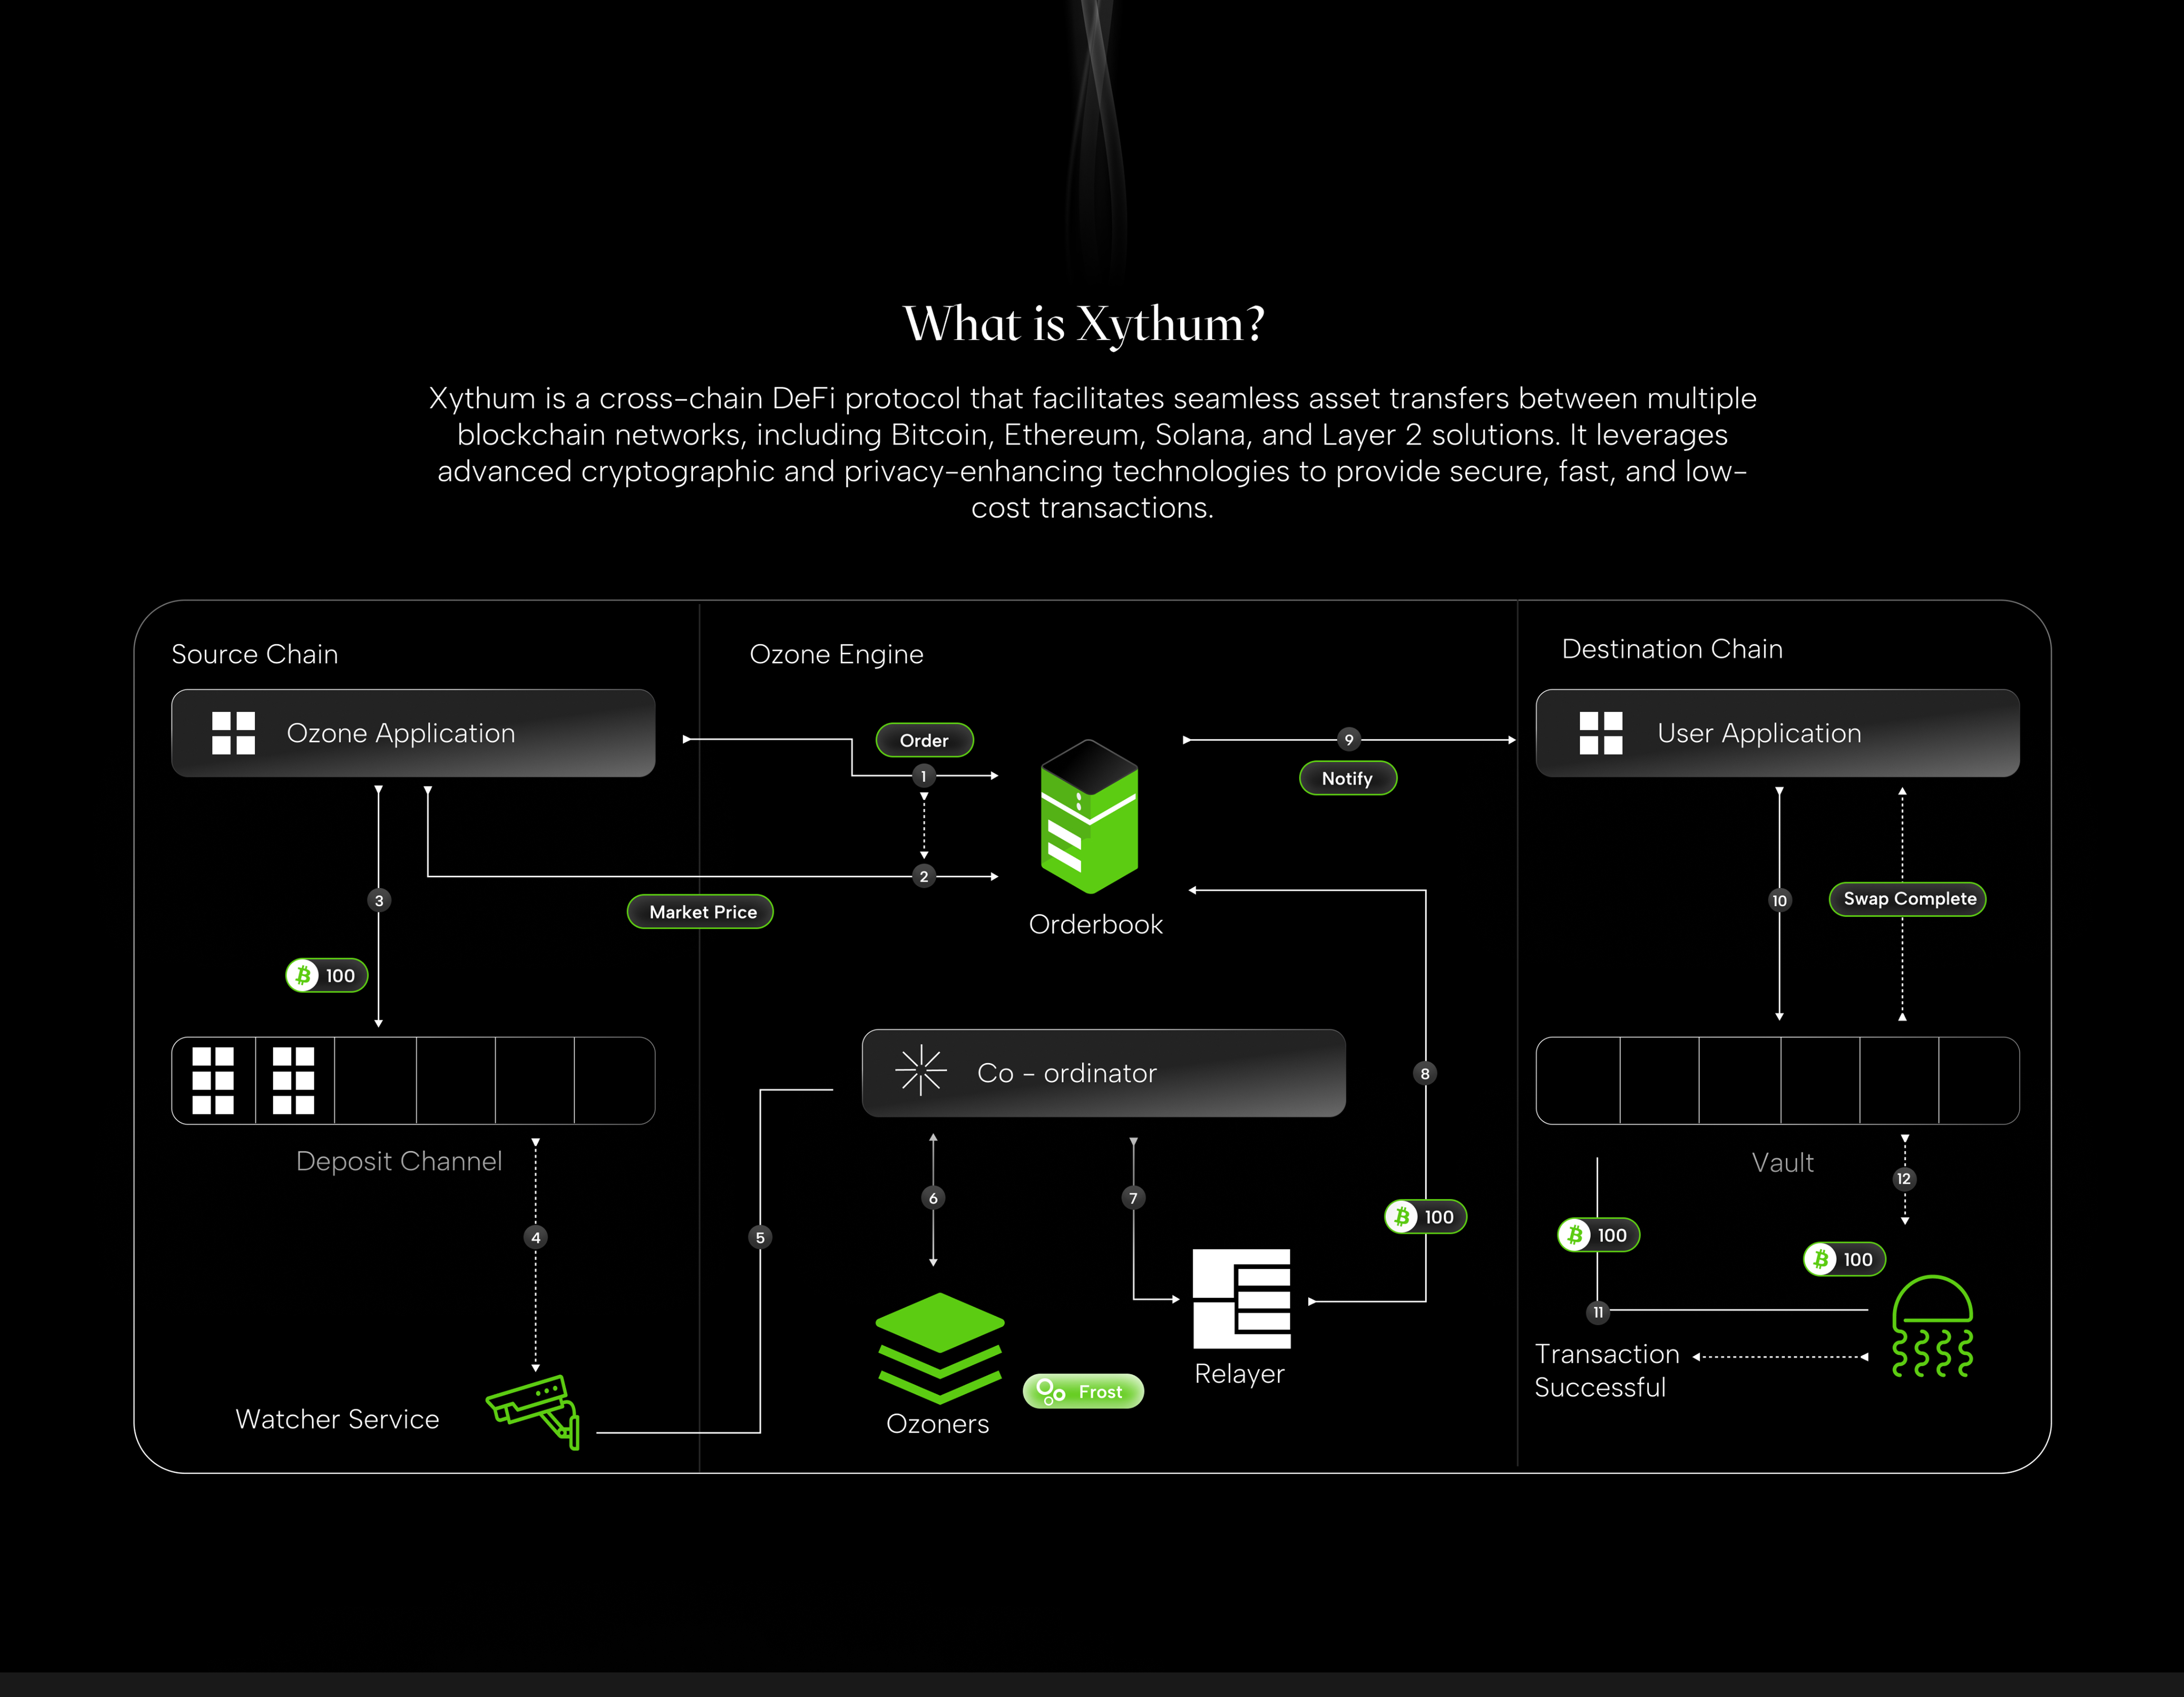 What is Xythum?
Xythum is a cross-chain DeFi protocol that facilitates seamless asset transfers between multiple
blockchain networks, including Bitcoin, Ethereum, Solana, and Layer 2 solutions. It leverages
advanced cryptographic and privacy-enhancing technologies to provide secure, fast, and low-
cost transactions.
Source Chain
Ozone Application
3
₿ 100
Deposit Channel
4
Watcher Service
Ozone Engine
Order
1
2
Market Price
Orderbook
9
Notify
Co - ordinator
5
6
7
8
₿ 100
Ozoners
Frost
Relayer
Destination Chain
User Application
10
Swap Complete
Vault
12
₿ 100
₿ 100
11
Transaction
Successful